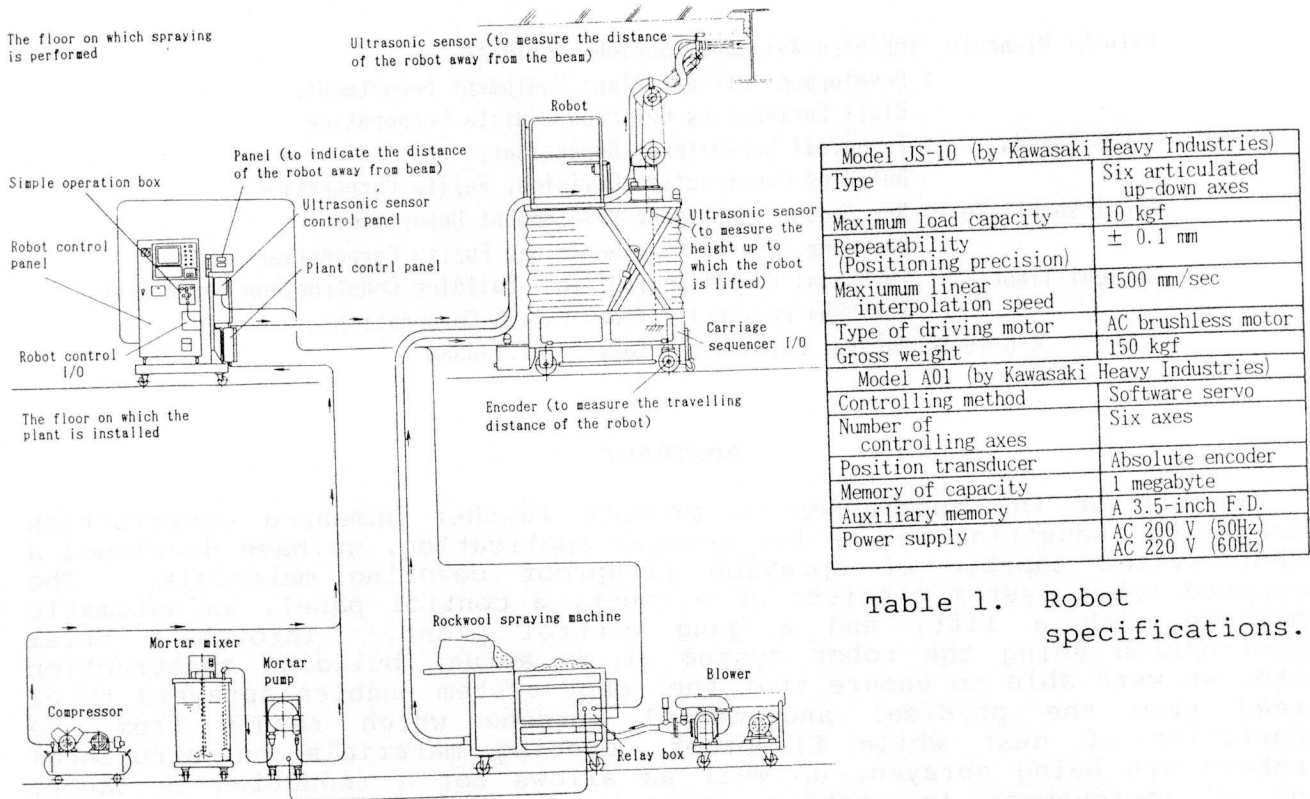 The floor on which spraying
is performed
Ultrasonic sensor (to measure the distance
of the robot away from the beam)
Robot
Panel (to indicate the distance
of the robot away from beam)
Simple operation box
Ultrasonic sensor
control panel
Robot control
panel
Plant contrl panel
Ultrasonic sensor
(to measure the
height up to
which the robot
is lifted)
Robot control
I/O
Carriage
sequencer I/O
The floor on which the
plant is installed
Encoder (to measure the travelling
distance of the robot)
Rockwool spraying machine
Mortar mixer
Mortar
pump
Blower
Compressor
Relay box
Model JS-10 (by Kawasaki Heavy Industries)
Type Six articulated
up-down axes
Maximum load capacity 10 kgf
Repeatability ± 0.1 mm
(Positioning precision)
Maxiumum linear 1500 mm/sec
interpolation speed
Type of driving motor AC brushless motor
Gross weight 150 kgf
Model A01 (by Kawasaki Heavy Industries)
Controlling method Software servo
Number of Six axes
controlling axes
Position transducer Absolute encoder
Memory of capacity 1 megabyte
Auxiliary memory A 3.5-inch F.D.
Power supply AC 200 V (50Hz)
AC 220 V (60Hz)
Table 1. Robot
specifications.